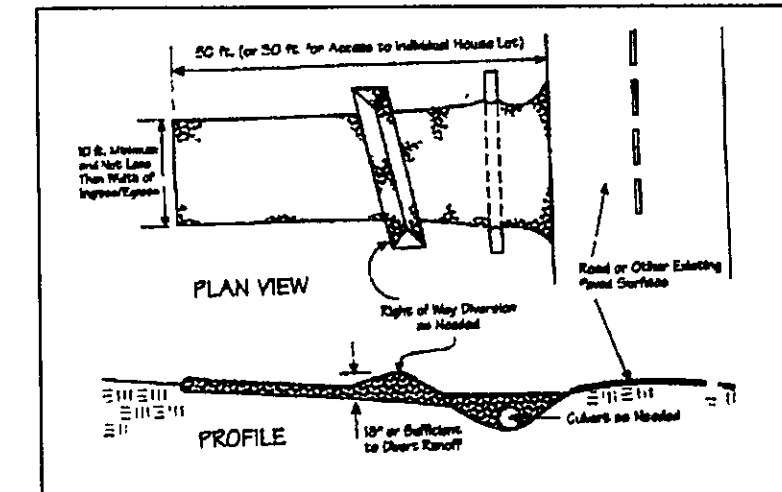 50 ft. (or 30 ft. for Access to Individual House Lot)
10 ft. Minimum
and Not Less
Than Width of
Ingress/Egress
PLAN VIEW
Right of Way Diversion
as Needed
Road or Other Existing
Paved Surface
18" or Sufficient
to Divert Runoff
Culvert as Needed
PROFILE